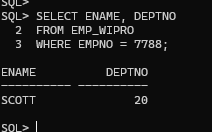 SQL>
SQL> SELECT ENAME, DEPTNO
  2  FROM EMP_WIPRO
  3  WHERE EMPNO = 7788;

ENAME          DEPTNO
---------- ----------
SCOTT              20

SQL>